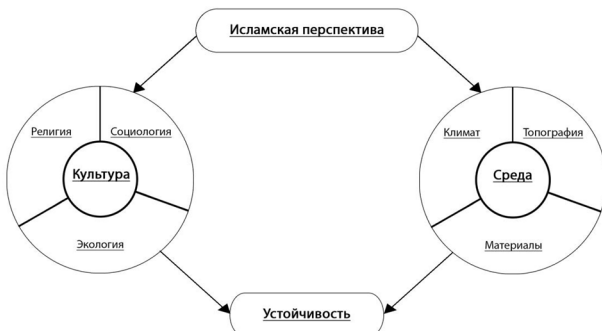 Исламская перспектива
Религия
Социология
Культура
Экология
Климат
Топография
Среда
Материалы
Устойчивость